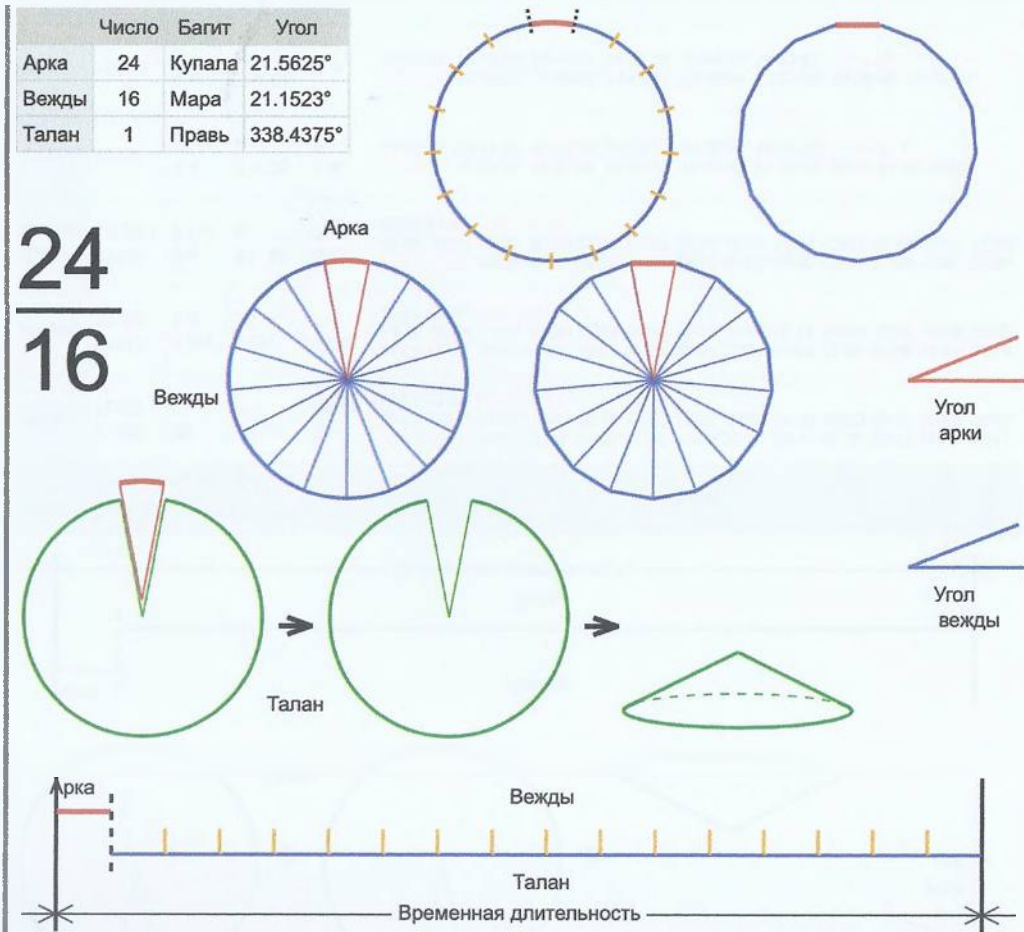 Число Багит Угол
Арка 24 Купала 21.5625°
Вежды 16 Мара 21.1523°
Талан 1 Правь 338.4375°
24
16
Арка
Вежды
Угол
арки
Угол
вежды
Талан
Арка
Вежды
Талан
Временная длительность